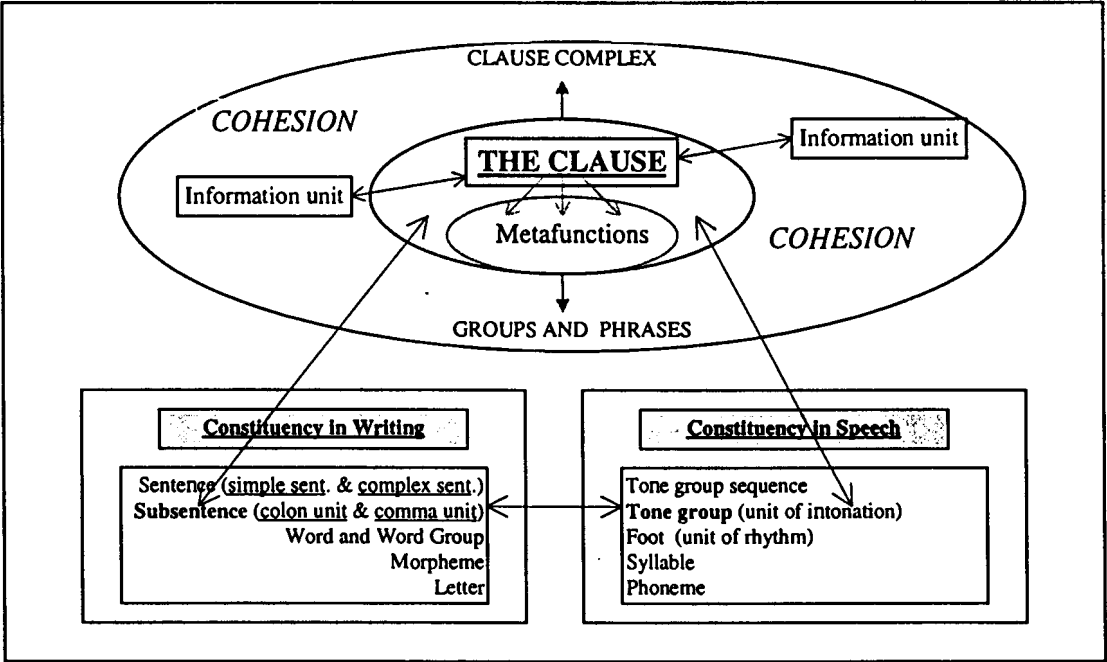 CLAUSE COMPLEX
COHESION
Information unit
THE CLAUSE
Information unit
Metafunctions
COHESION
GROUPS AND PHRASES
Constituency in Writing
Sentence (simple sent. & complex sent.)
Subsentence (colon unit & comma unit)
Word and Word Group
Morpheme
Letter
Constituency in Speech
Tone group sequence
Tone group (unit of intonation)
Foot (unit of rhythm)
Syllable
Phoneme